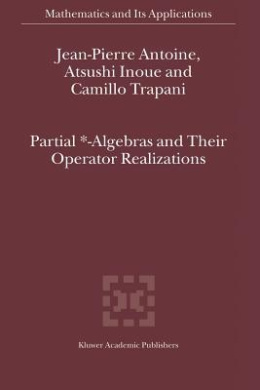 Mathematics and Its Applications
Jean-Pierre Antoine,
Atsushi Inoue and
Camillo Trapani
Partial *-Algebras and Their
Operator Realizations
Kluwer Academic Publishers